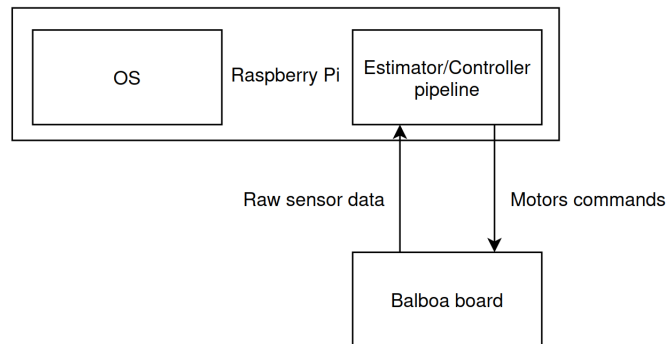 OS
Raspberry Pi
Estimator/Controller
pipeline
Raw sensor data
Motors commands
Balboa board